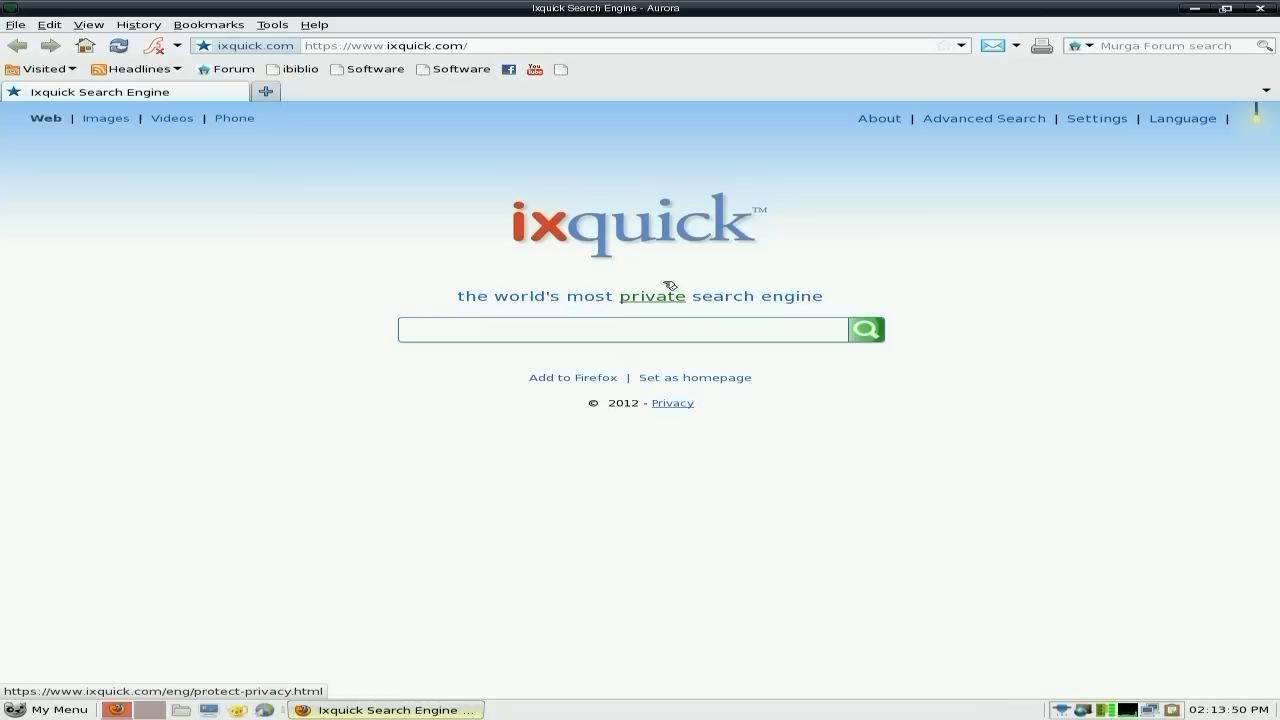 Ixquick Search Engine - Aurora
File Edit View History Bookmarks Tools Help
ixquick.com https://www.ixquick.com/ Murga Forum search
Visited Headlines Forum ibiblio Software Software You Tube
Ixquick Search Engine
Web | Images | Videos | Phone About | Advanced Search | Settings | Language |
ixquick™
the world's most private search engine
Add to Firefox | Set as homepage
© 2012 - Privacy
https://www.ixquick.com/eng/protect-privacy.html
My Menu Ixquick Search Engine ... 02:13:50 PM